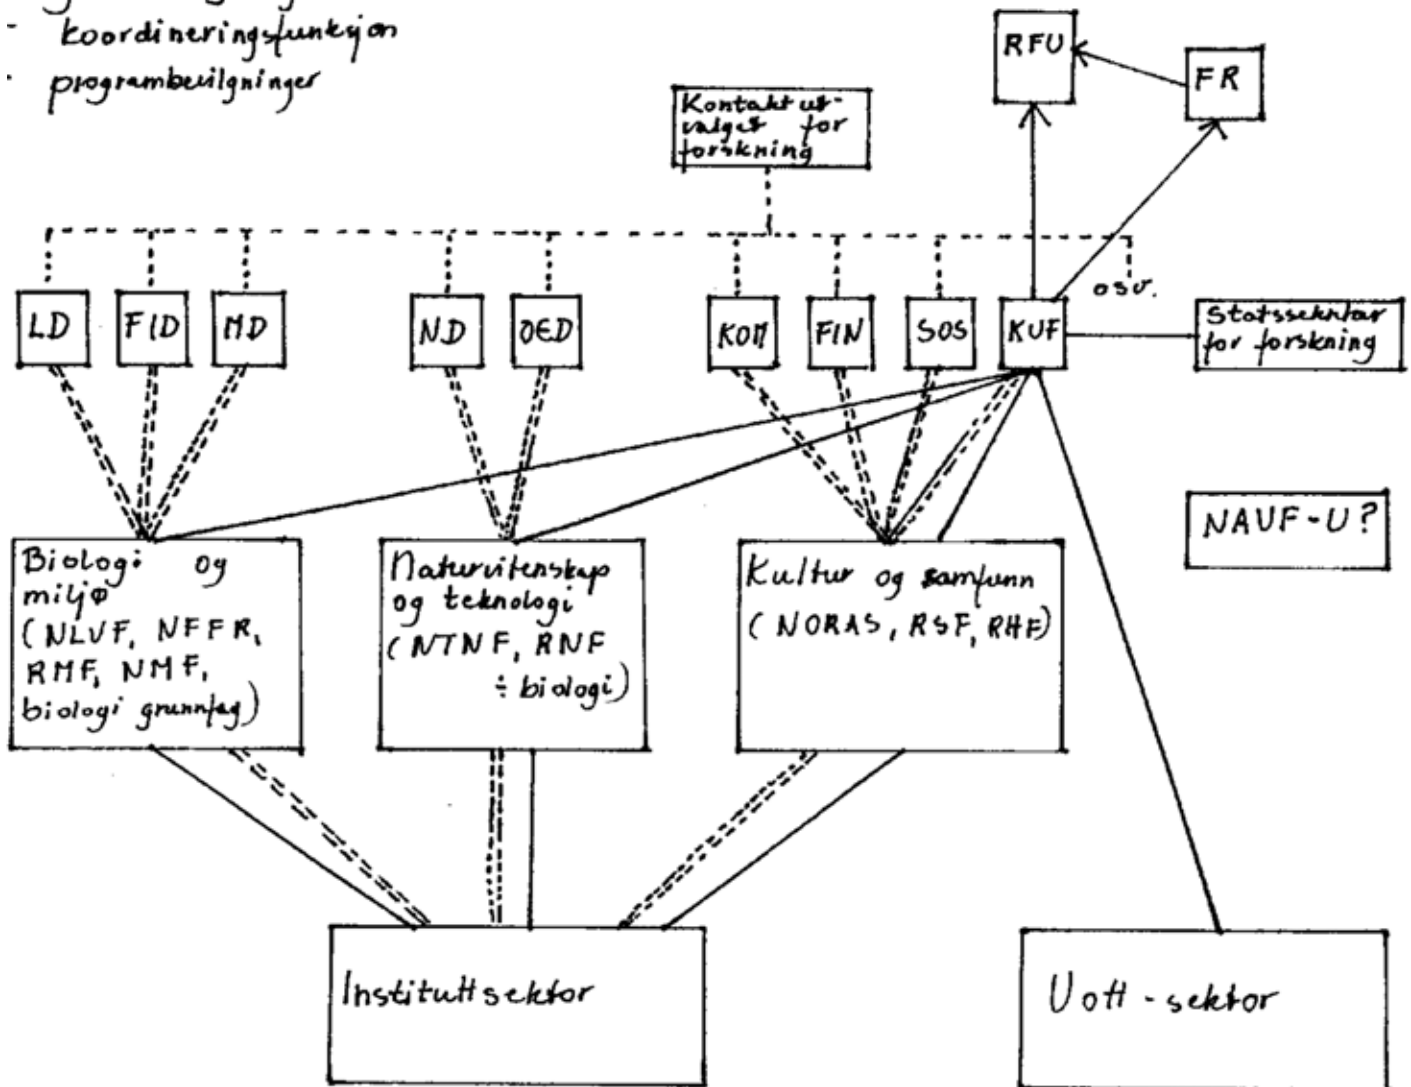 - koordineringsfunksjon
- programbevilgninger
RFU
FR
Kontaktut-
valget for
forskning
osv.
LD
FID
MD
ND
OED
KOM
FIN
SOS
KUF
Statssekretær
for forskning
NAUF-U?
Biologi og
miljø
(NLVF, NFFR,
RMF, NMF,
biologi grunnfag)
Naturvitenskap
og teknologi
(NTNF, RNF
÷ biologi)
Kultur og samfunn
(NORAS, RSF, RHF)
Instituttsektor
UoH-sektor